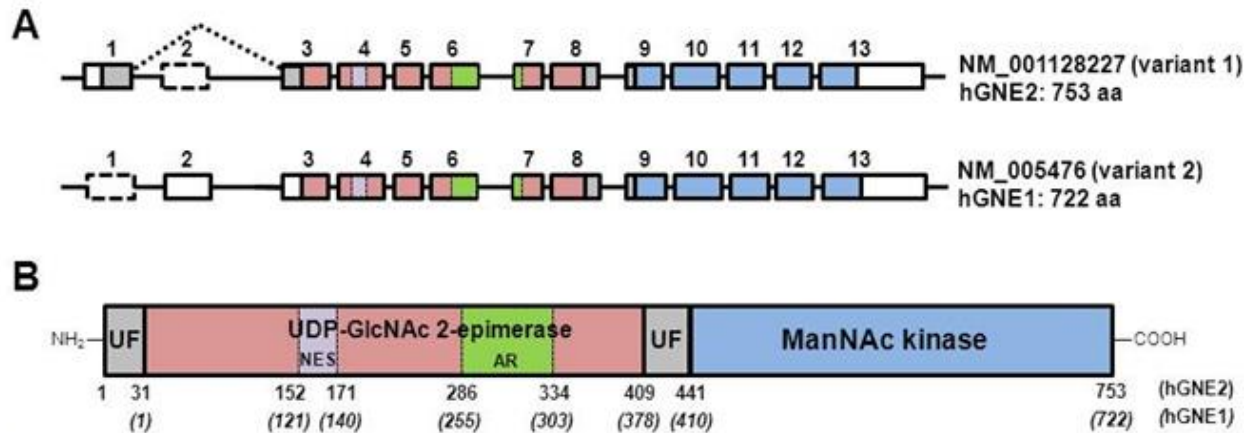 A
1 2 3 4 5 6 7 8 9 10 11 12 13
NM_001128227 (variant 1)
hGNE2: 753 aa
1 2 3 4 5 6 7 8 9 10 11 12 13
NM_005476 (variant 2)
hGNE1: 722 aa
B
NH2 UF UDP-GlcNAc 2-epimerase UF ManNAc kinase COOH
NES AR
1 31 152 171 286 334 409 441 753 (hGNE2)
(1) (121) (140) (255) (303) (378) (410) (722) (hGNE1)